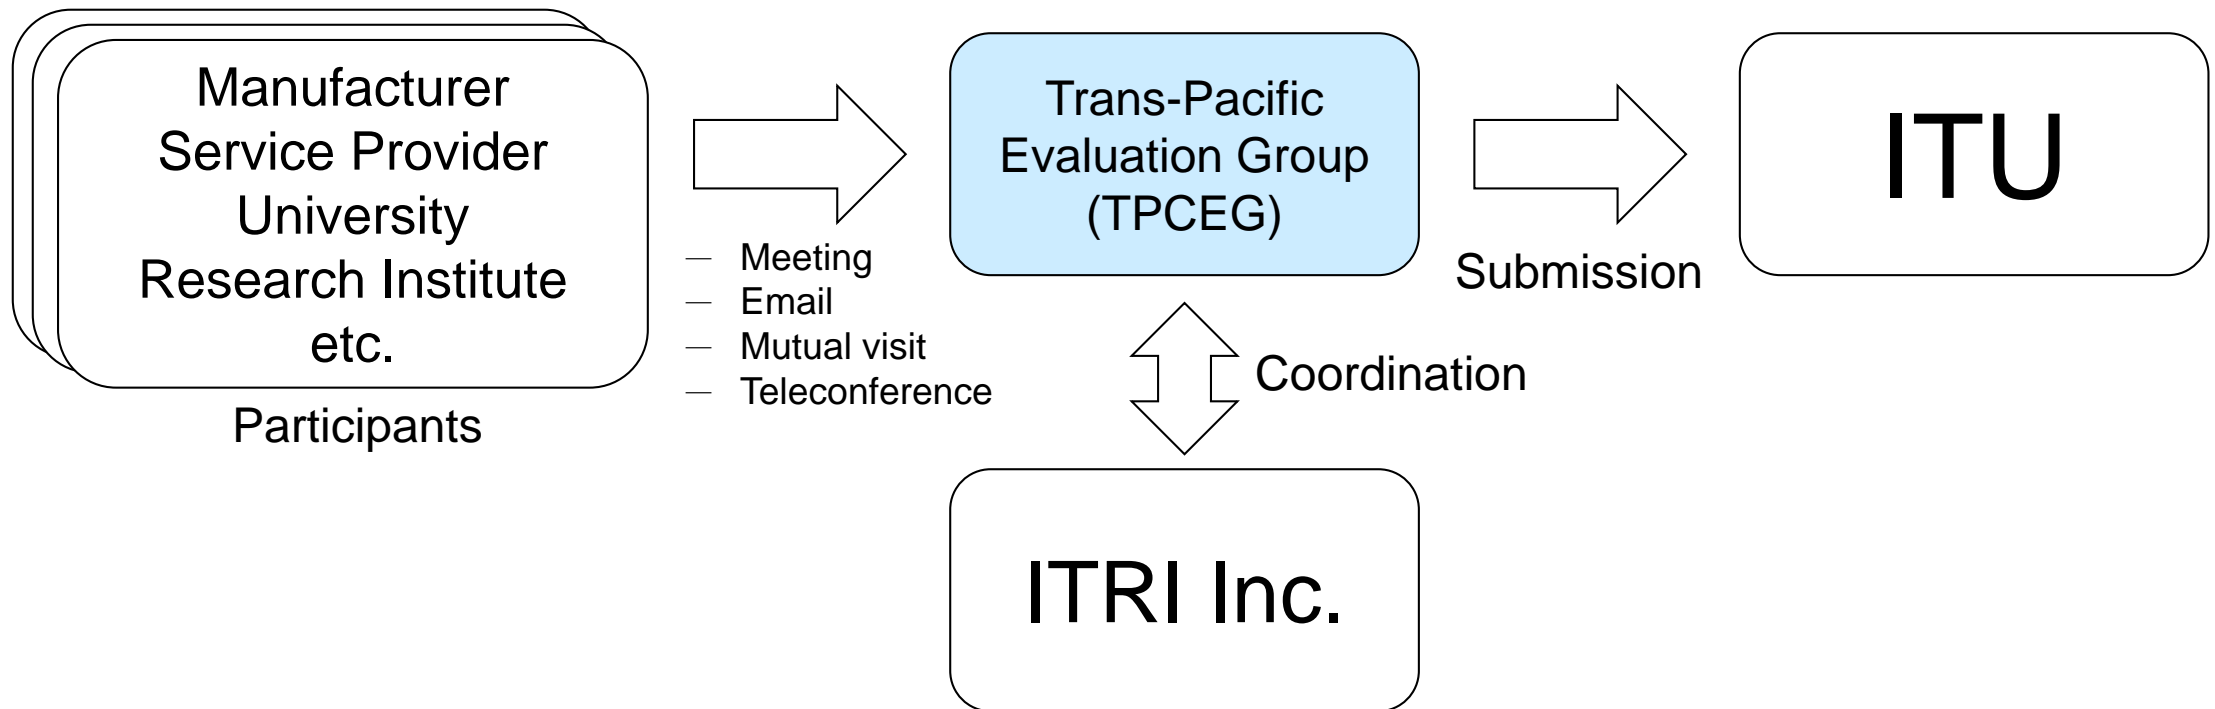 Manufacturer
Service Provider
University
Research Institute
etc.
Participants
— Meeting
— Email
— Mutual visit
— Teleconference
Trans-Pacific
Evaluation Group
(TPCEG)
Submission
ITU
Coordination
ITRI Inc.